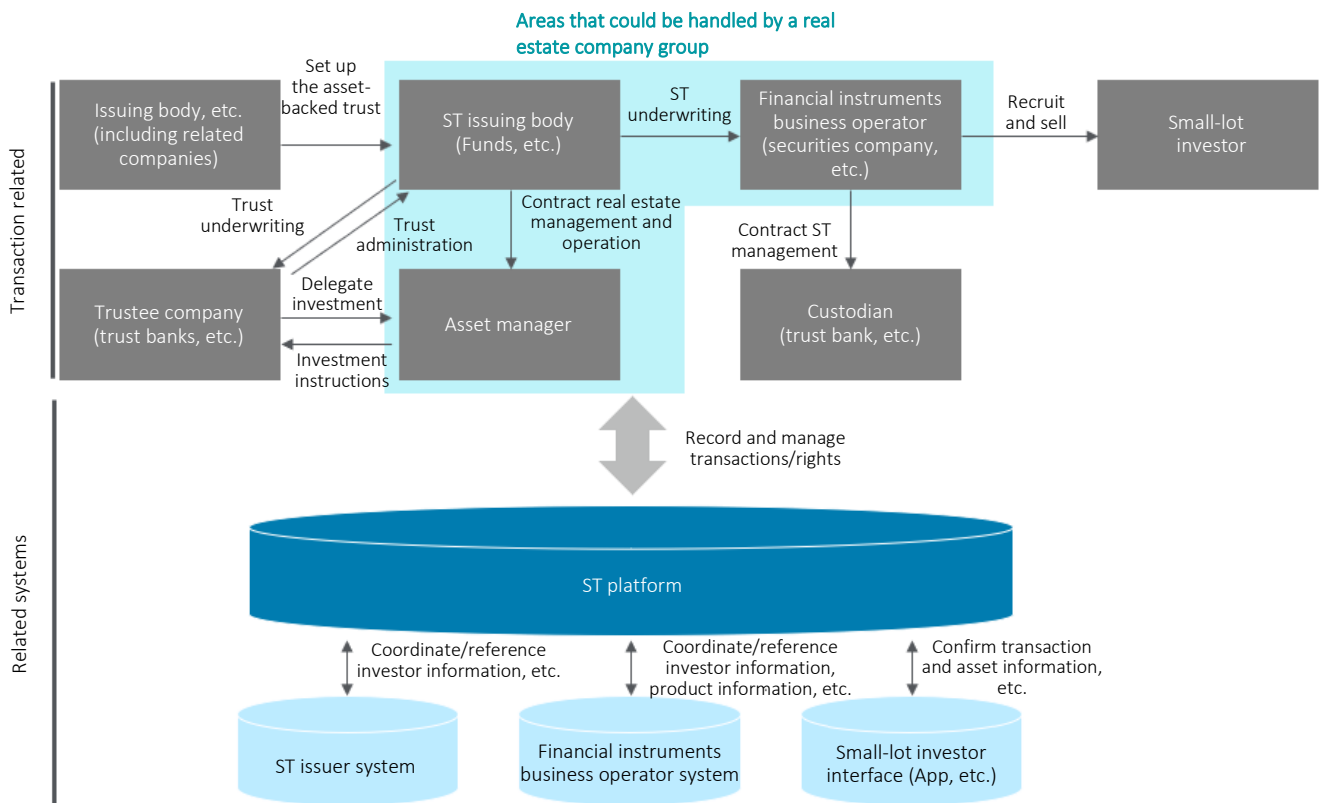 Areas that could be handled by a real
estate company group
Transaction related
Issuing body, etc.
(including related
companies)
Set up
the asset-
backed trust
ST issuing body
(Funds, etc.)
ST
underwriting
Financial instruments
business operator
(securities company,
etc.)
Recruit
and sell
Small-lot
investor
Trust
underwriting
Trust
administration
Contract real estate
management and
operation
Contract ST
management
Trustee company
(trust banks, etc.)
Delegate
investment
Investment
instructions
Asset manager
Custodian
(trust bank, etc.)
Record and manage
transactions/rights
Related systems
ST platform
Coordinate/reference
investor information, etc.
Coordinate/reference
investor information,
product information, etc.
Confirm transaction
and asset information,
etc.
ST issuer system
Financial instruments
business operator system
Small-lot investor
interface (App, etc.)